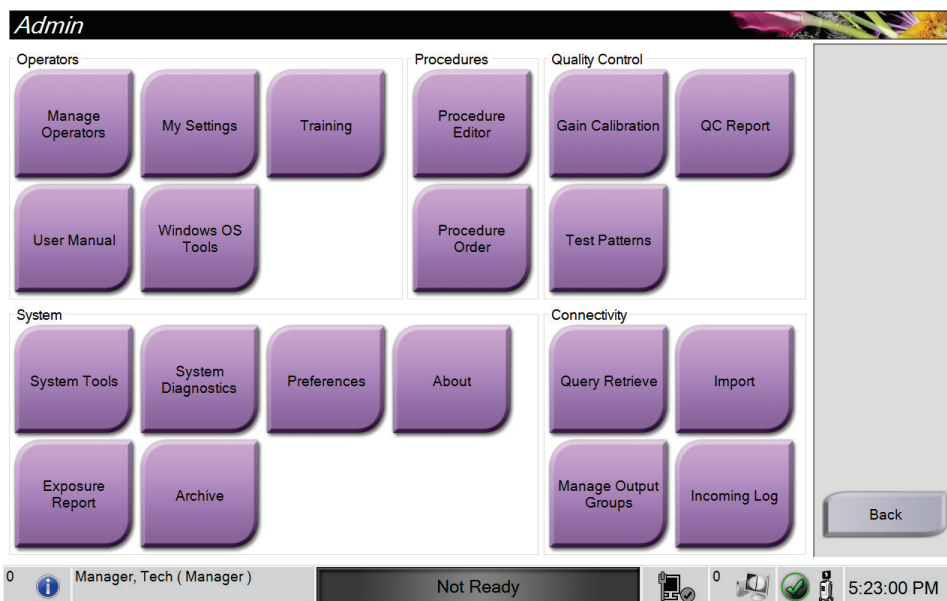 Admin
Operators
Procedures
Quality Control
Manage
Operators
My Settings
Training
Procedure
Editor
Gain Calibration
QC Report
User Manual
Windows OS
Tools
Procedure
Order
Test Patterns
System
Connectivity
System Tools
System
Diagnostics
Preferences
About
Query Retrieve
Import
Exposure
Report
Archive
Manage Output
Groups
Incoming Log
Back
0
Manager, Tech ( Manager )
Not Ready
0
5:23:00 PM